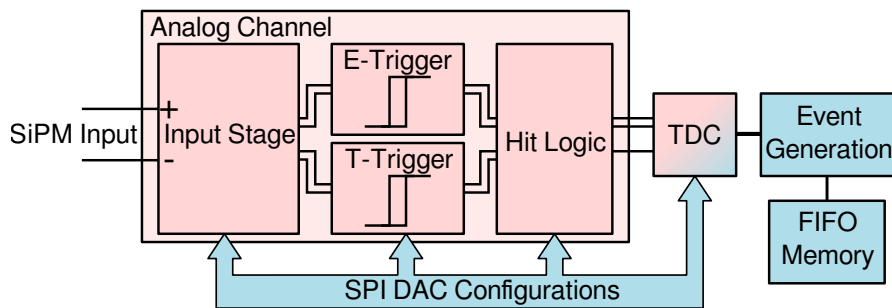 Analog Channel
E-Trigger
SiPM Input
+
-
Input Stage
T-Trigger
Hit Logic
TDC
Event
Generation
FIFO
Memory
SPI DAC Configurations